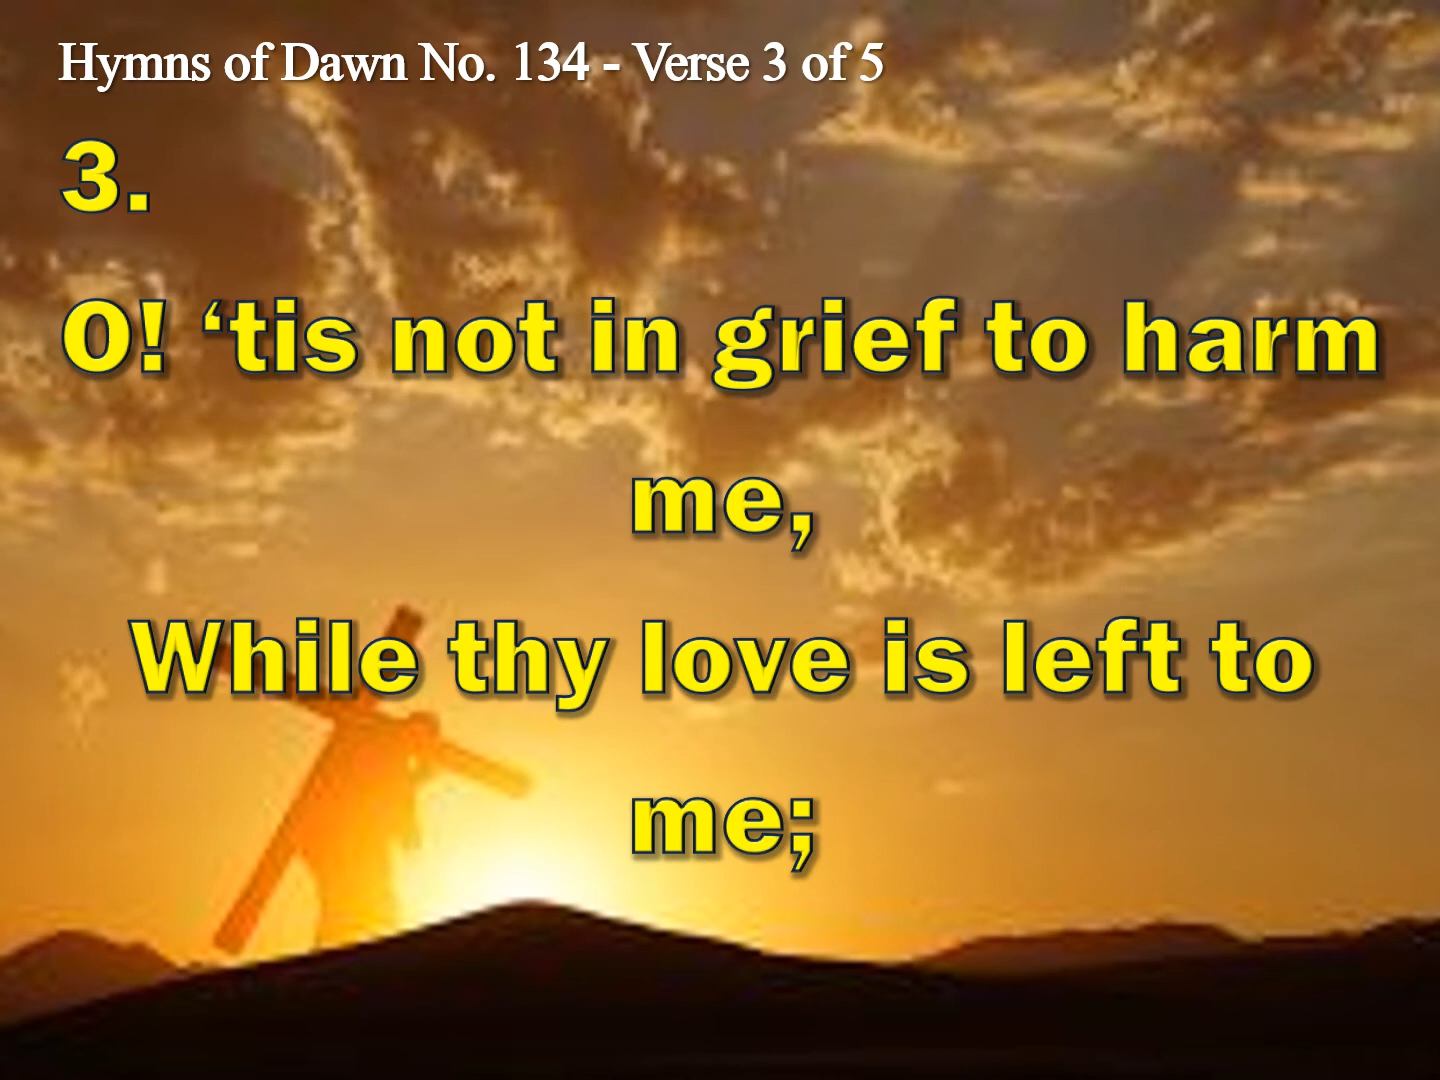 Hymns of Dawn No. 134 - Verse 3 of 5
3.
O! ‘tis not in grief to harm
me,
While thy love is left to
me;